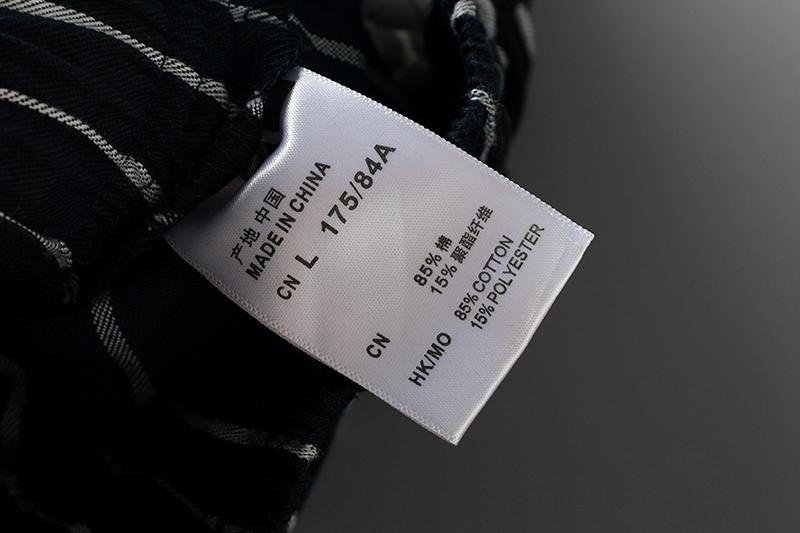 产地 中国
MADE IN CHINA
CN L 175/84A
85% 棉
15% 聚酯纤维
CN
85% COTTON
15% POLYESTER
HK/MO